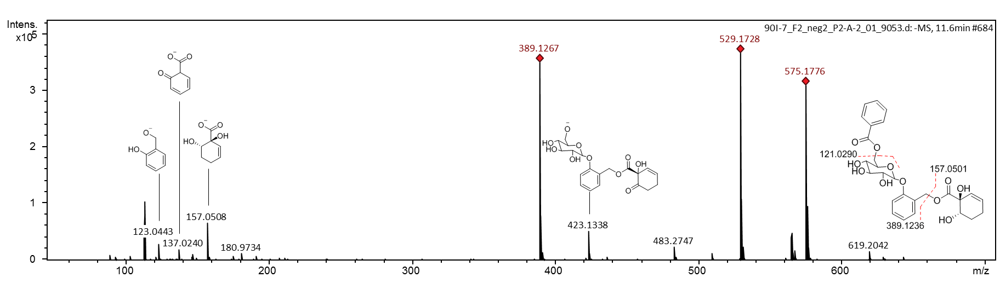 Intens.
x10⁵
90I-7_F2_neg2_P2-A-2_01_9053.d: -MS, 11.6min #684
529.1728
389.1267
575.1776
O⁻
O
O
3
O⁻
O
O⁻
OH
HO
HO
O⁻
HO
HO
O
OH
O
O
O
OH
O
2
O
O
121.0290
HO
HO
O
OH
O
157.0501
O
O
OH
HO
389.1236
1
157.0508
123.0443
137.0240
180.9734
423.1338
483.2747
619.2042
0
100
200
300
400
500
600
m/z